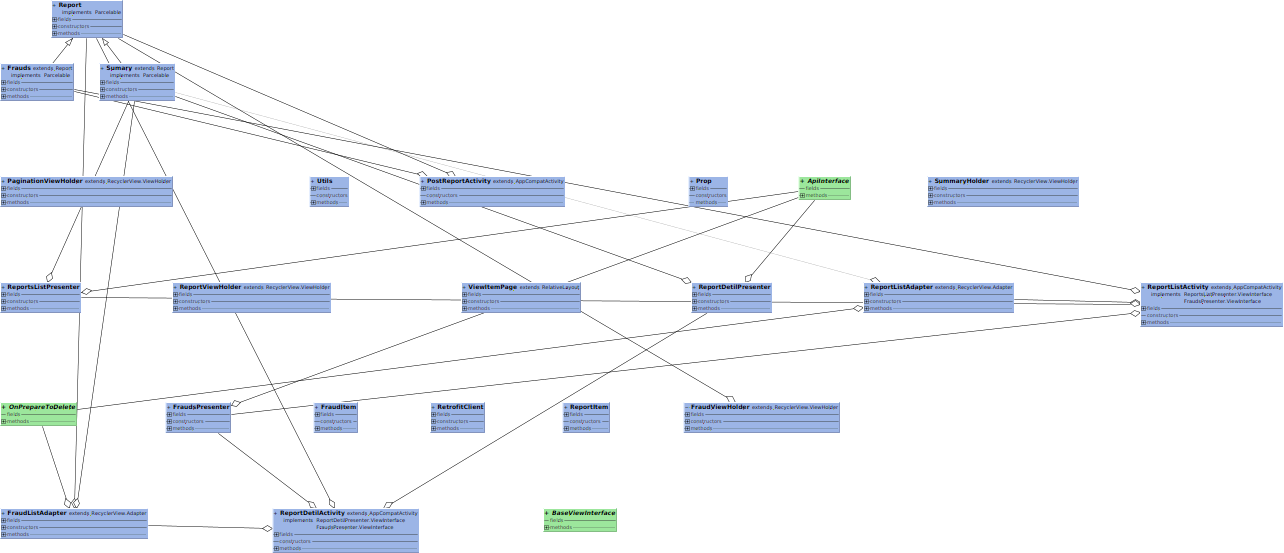 + Report
implements Parcelable
fields
constructors
methods
+ Frauds extends Report
implements Parcelable
fields
constructors
methods
+ Sumary extends Report
implements Parcelable
fields
constructors
methods
+ PaginationViewHolder extends RecyclerView.ViewHolder
fields
constructors
methods
+ Utils
fields
constructors
methods
+ PostReportActivity extends AppCompatActivity
fields
constructors
methods
+ Prop
fields
constructors
methods
+ ApiIoterface
fields
methods
+ SummaryHolder extends RecyclerView.ViewHolder
fields
constructors
methods
+ ReportsListPresenter
fields
constructors
methods
+ ReportViewHolder extends RecyclerView.ViewHolder
fields
constructors
methods
+ ViewItemPage extends RelativeLayout
fields
constructors
methods
+ ReportDetilPresenter
fields
constructors
methods
+ ReportListAdapter extends RecyclerView.Adapter
fields
constructors
methods
+ ReportListActivity extends AppCompatActivity
implements ReportsListPresenter.ViewInterface
FraudsPresenter.ViewInterface
fields
constructors
methods
+ OnPrepareToDelete
fields
methods
+ FraudsPresenter
fields
constructors
methods
+ FraudItem
fields
constructors
methods
+ RetrofitClient
fields
constructors
methods
+ ReportItem
fields
constructors
methods
FraudViewHolder extends RecyclerView.ViewHolder
fields
constructors
methods
+ FraudListAdapter extends RecyclerView.Adapter
fields
constructors
methods
+ ReportDetilActivity extends AppCompatActivity
implements ReportDetilPresenter.ViewInterface
FraudsPresenter.ViewInterface
fields
constructors
methods
+ BaseViewInterface
fields
methods